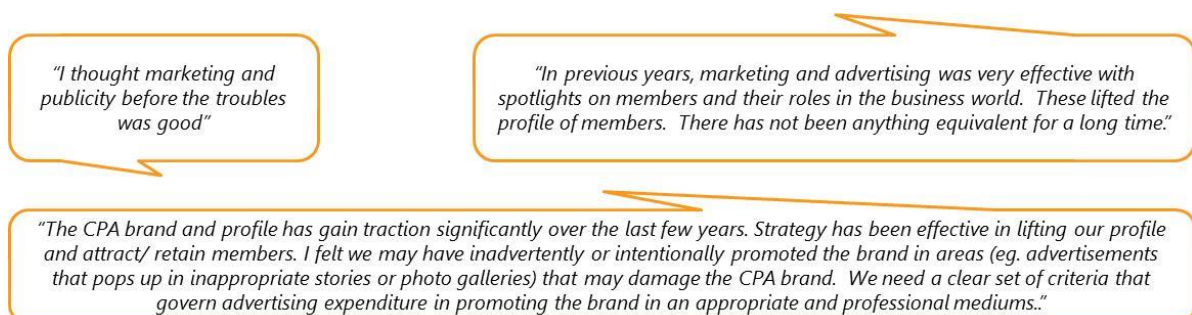 "I thought marketing and
publicity before the troubles
was good"
"In previous years, marketing and advertising was very effective with
spotlights on members and their roles in the business world.  These lifted the
profile of members.  There has not been anything equivalent for a long time."
"The CPA brand and profile has gain traction significantly over the last few years. Strategy has been effective in lifting our profile
and attract/ retain members. I felt we may have inadvertently or intentionally promoted the brand in areas (eg. advertisements
that pops up in inappropriate stories or photo galleries) that may damage the CPA brand.  We need a clear set of criteria that
govern advertising expenditure in promoting the brand in an appropriate and professional mediums.."